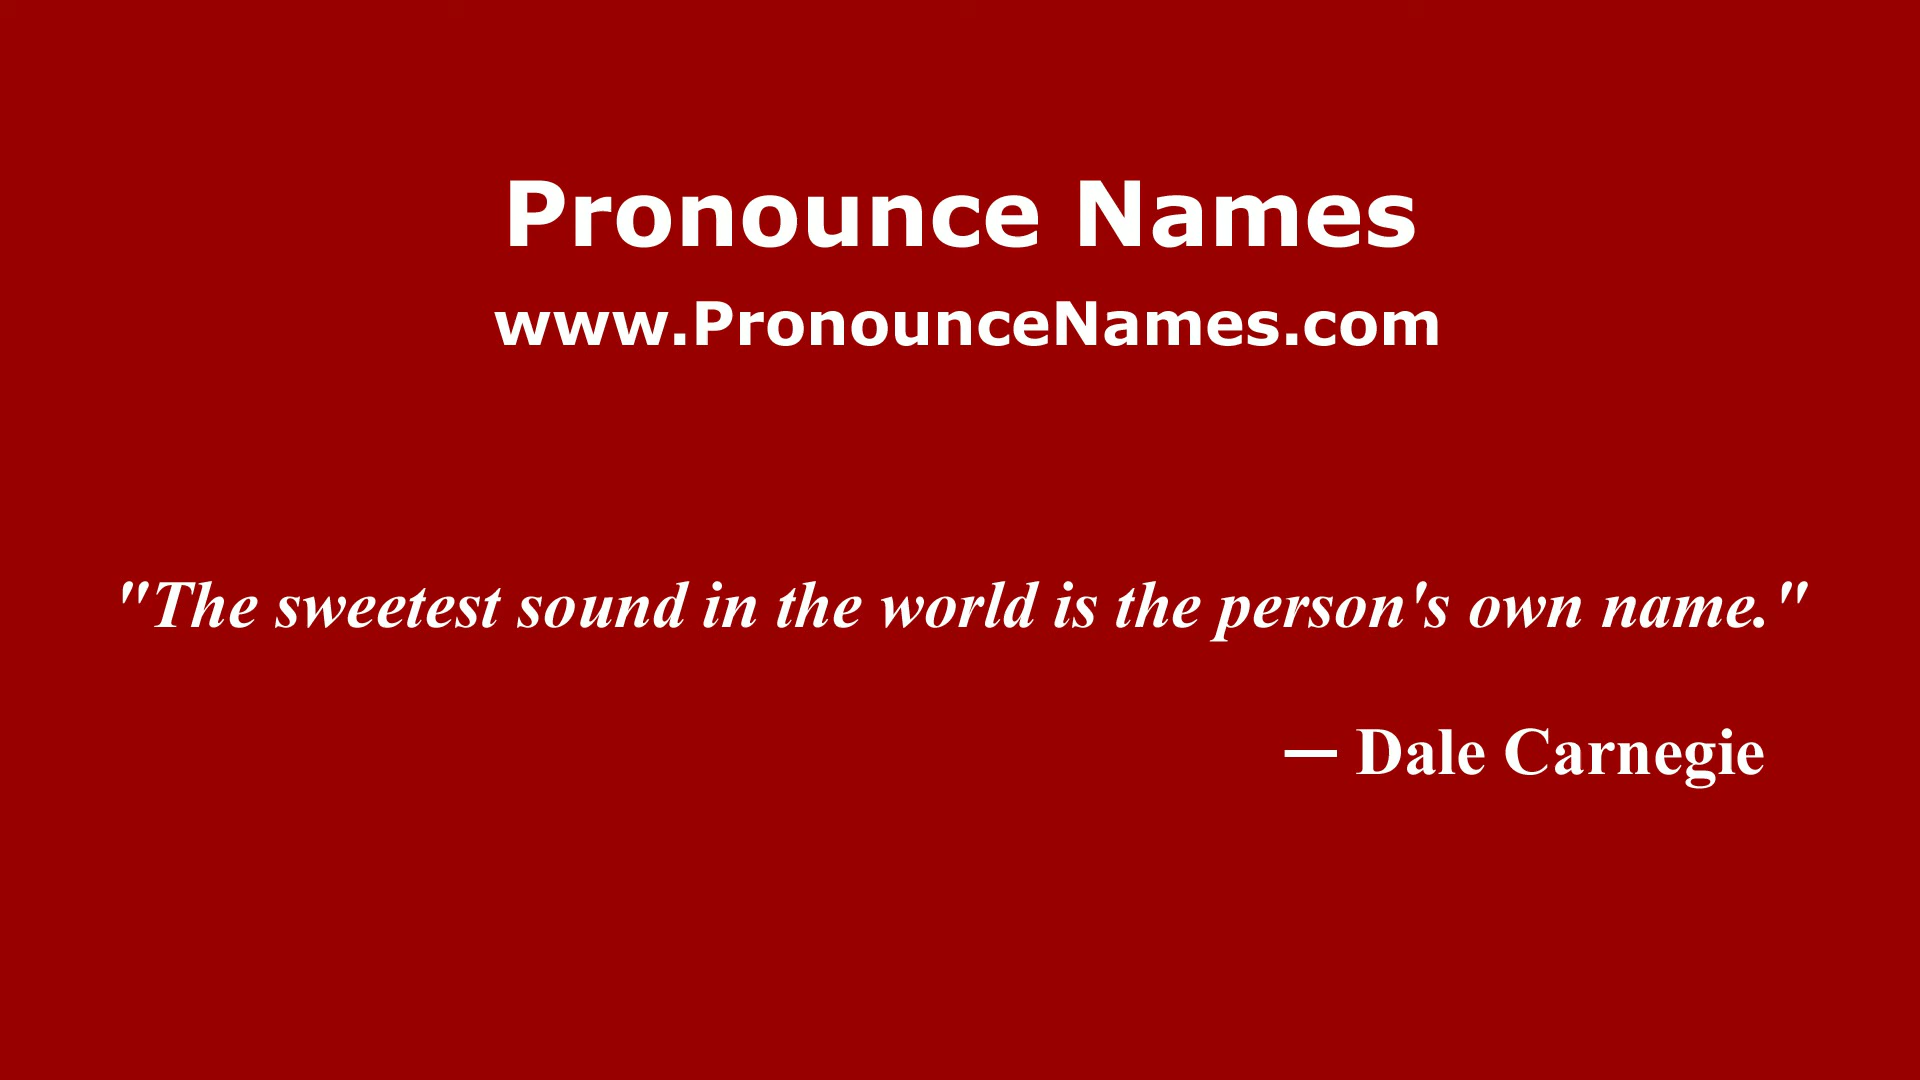 Pronounce Names
www.PronounceNames.com
"The sweetest sound in the world is the person's own name."
— Dale Carnegie